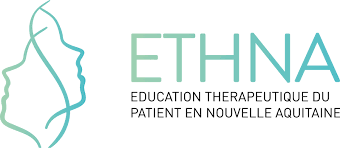 ETHNA
EDUCATION THERAPEUTIQUE DU
PATIENT EN NOUVELLE AQUITAINE